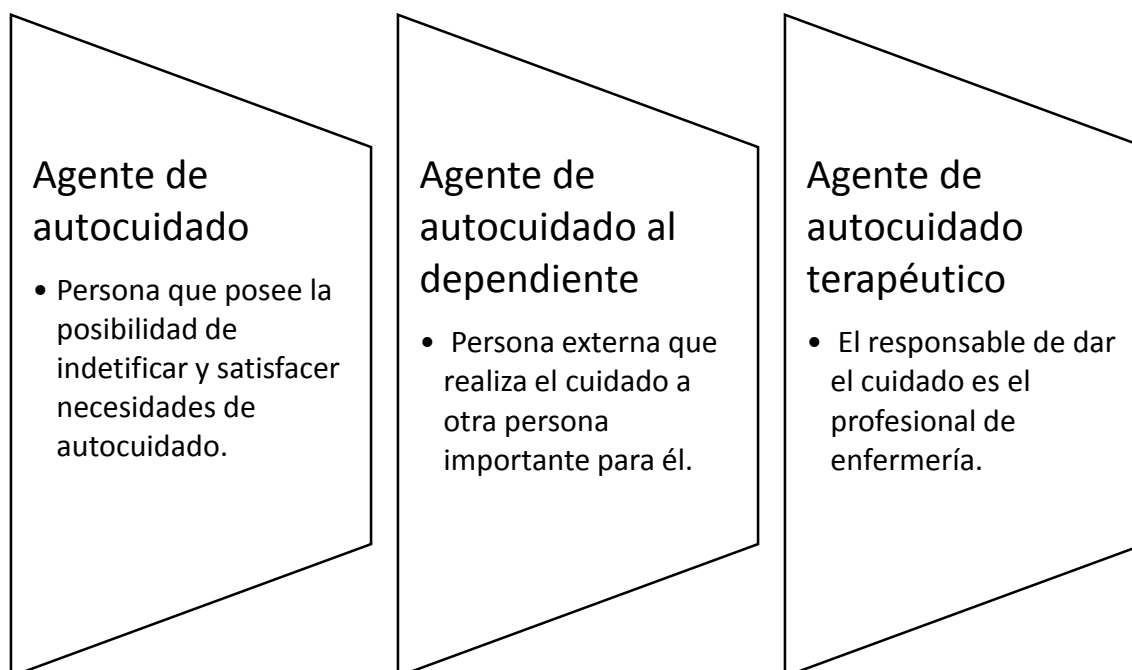 Agente de
autocuidado
• Persona que posee la
posibilidad de
indetificar y satisfacer
necesidades de
autocuidado.
Agente de
autocuidado al
dependiente
• Persona externa que
realiza el cuidado a
otra persona
importante para él.
Agente de
autocuidado
terapéutico
• El responsable de dar
el cuidado es el
profesional de
enfermería.